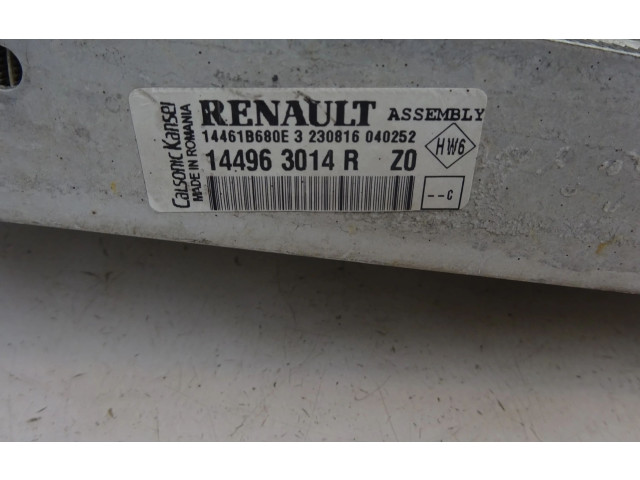 Calsonic Kansei
MADE IN ROMANIA
RENAULT ASSEMBLY
14461B680E 3 230816 040252
14496 3014 R Z0
HW6
--C